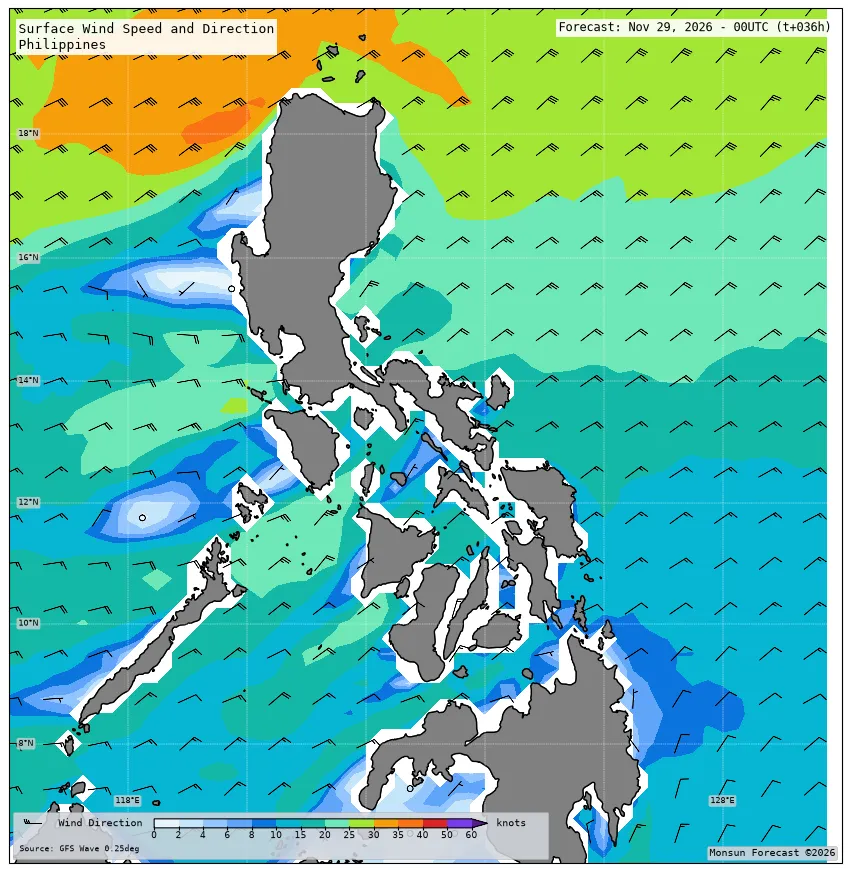 Surface Wind Speed and Direction
Philippines
Forecast: Nov 29, 2026 - 00UTC (t+036h)
18°N
16°N
14°N
12°N
10°N
8°N
118°E
128°E
Wind Direction
knots
0 2 4 6 8 10 15 20 25 30 35 40 50 60
Source: GFS Wave 0.25deg
Monsun Forecast ©2026